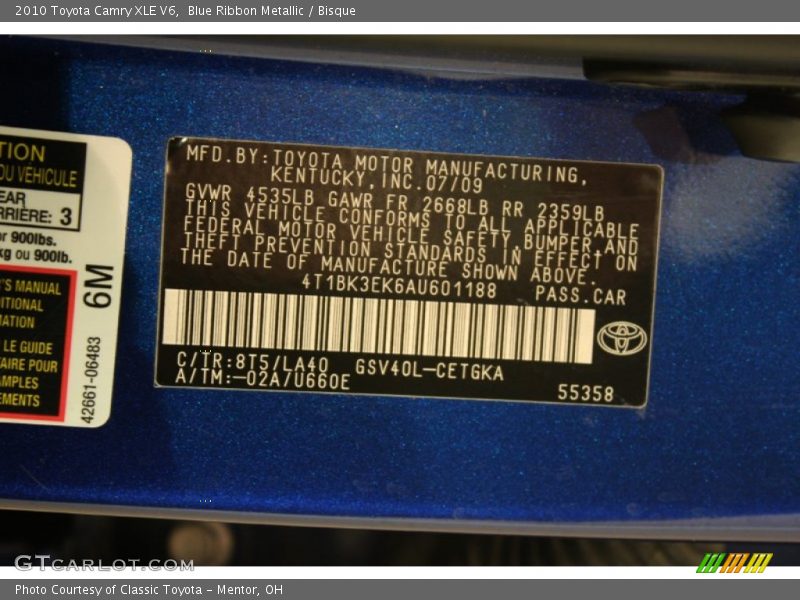 2010 Toyota Camry XLE V6, Blue Ribbon Metallic / Bisque
TION
OU VEHICULE
EAR
RRIÈRE: 3
or 900lbs.
kg ou 900lb.
'S MANUAL
DITIONAL
MATION
LE GUIDE
AIRE POUR
AMPLES
EMENTS
6M
42661-06483
MFD.BY:TOYOTA MOTOR MANUFACTURING,
KENTUCKY,INC.07/09
GVWR 4535LB GAWR FR 2668LB RR 2359LB
THIS VEHICLE CONFORMS TO ALL APPLICABLE
FEDERAL MOTOR VEHICLE SAFETY,BUMPER,AND
THEFT PREVENTION STANDARDS IN EFFECT ON
THE DATE OF MANUFACTURE SHOWN ABOVE.
4T1BK3EK6AU601188 PASS.CAR
C/TR:8T5/LA40 GSV40L-CETGKA
A/TM:-02A/U660E
55358
GTCARLOT.COM
Photo Courtesy of Classic Toyota - Mentor, OH